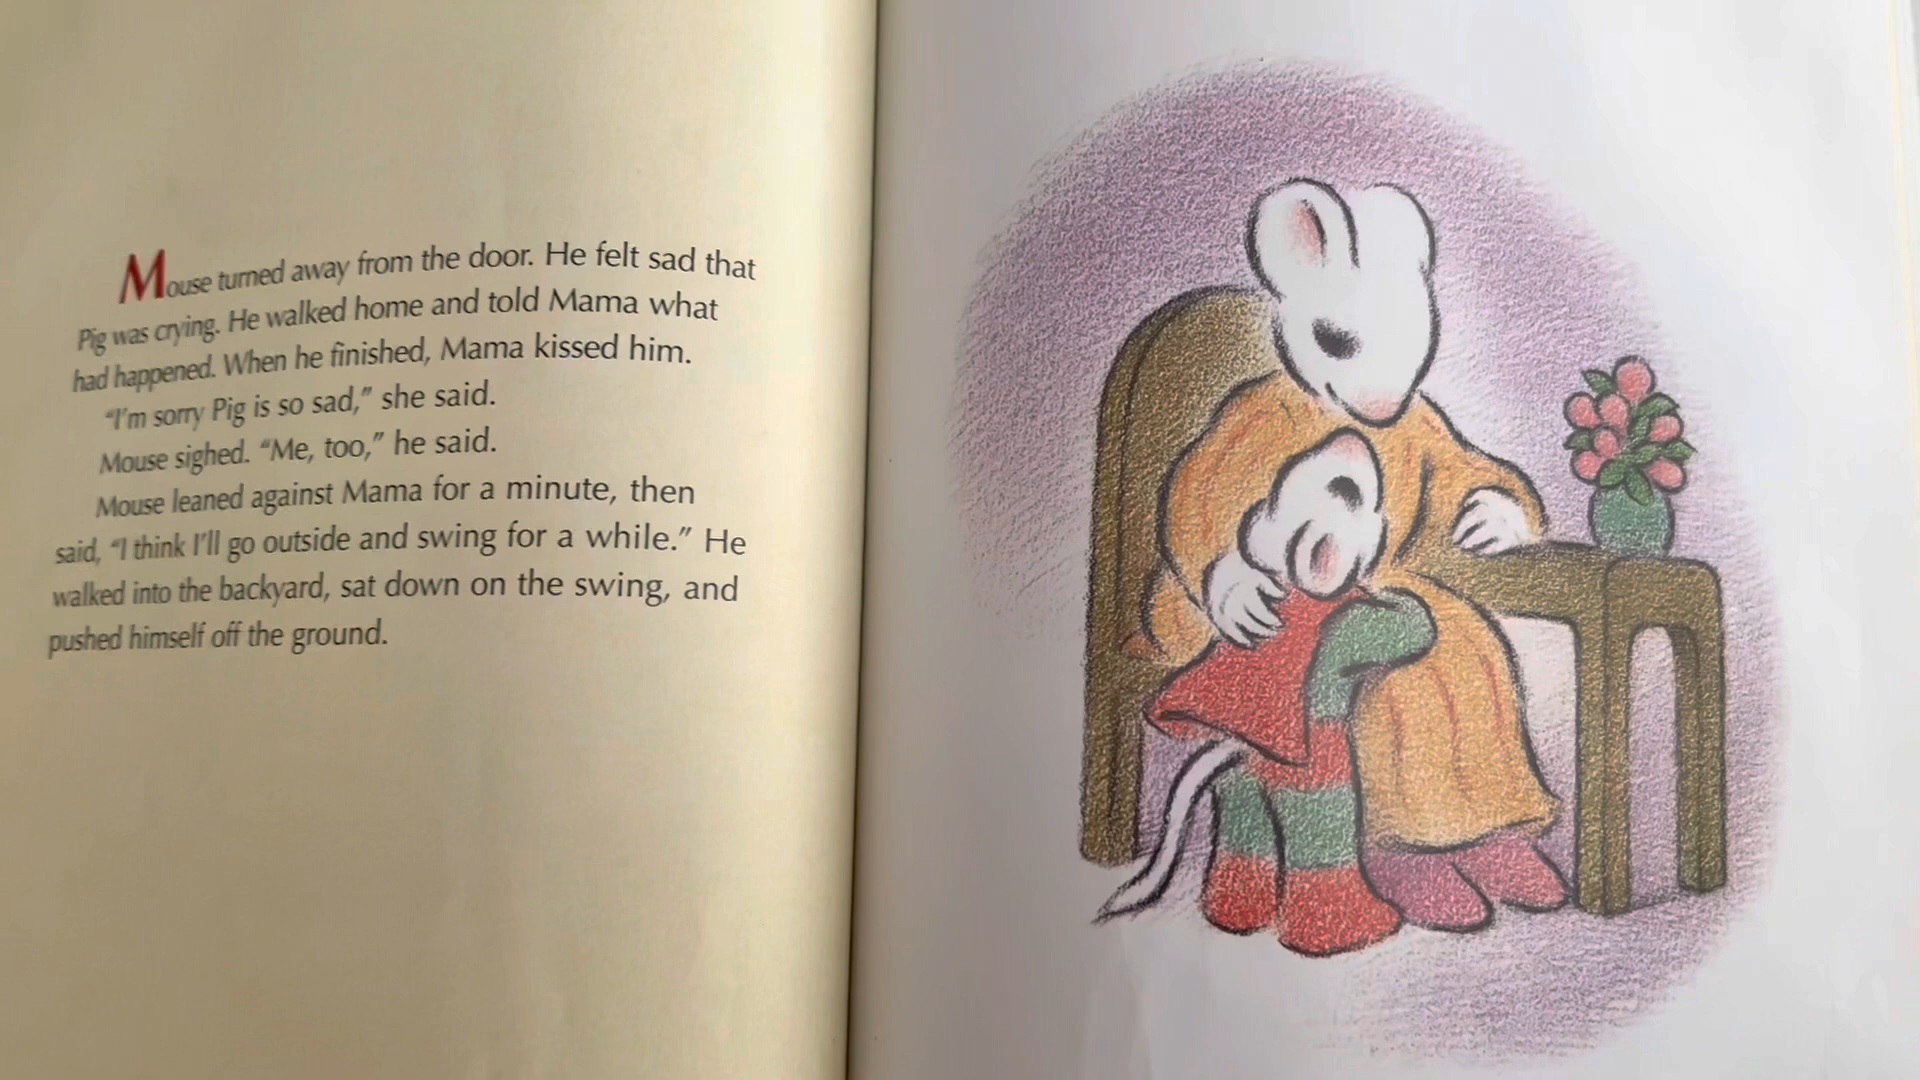 Mouse turned away from the door. He felt sad that
Pig was crying. He walked home and told Mama what
had happened. When he finished, Mama kissed him.
“I’m sorry Pig is so sad,” she said.
Mouse sighed. “Me, too,” he said.
Mouse leaned against Mama for a minute, then
said, “I think I’ll go outside and swing for a while.” He
walked into the backyard, sat down on the swing, and
pushed himself off the ground.